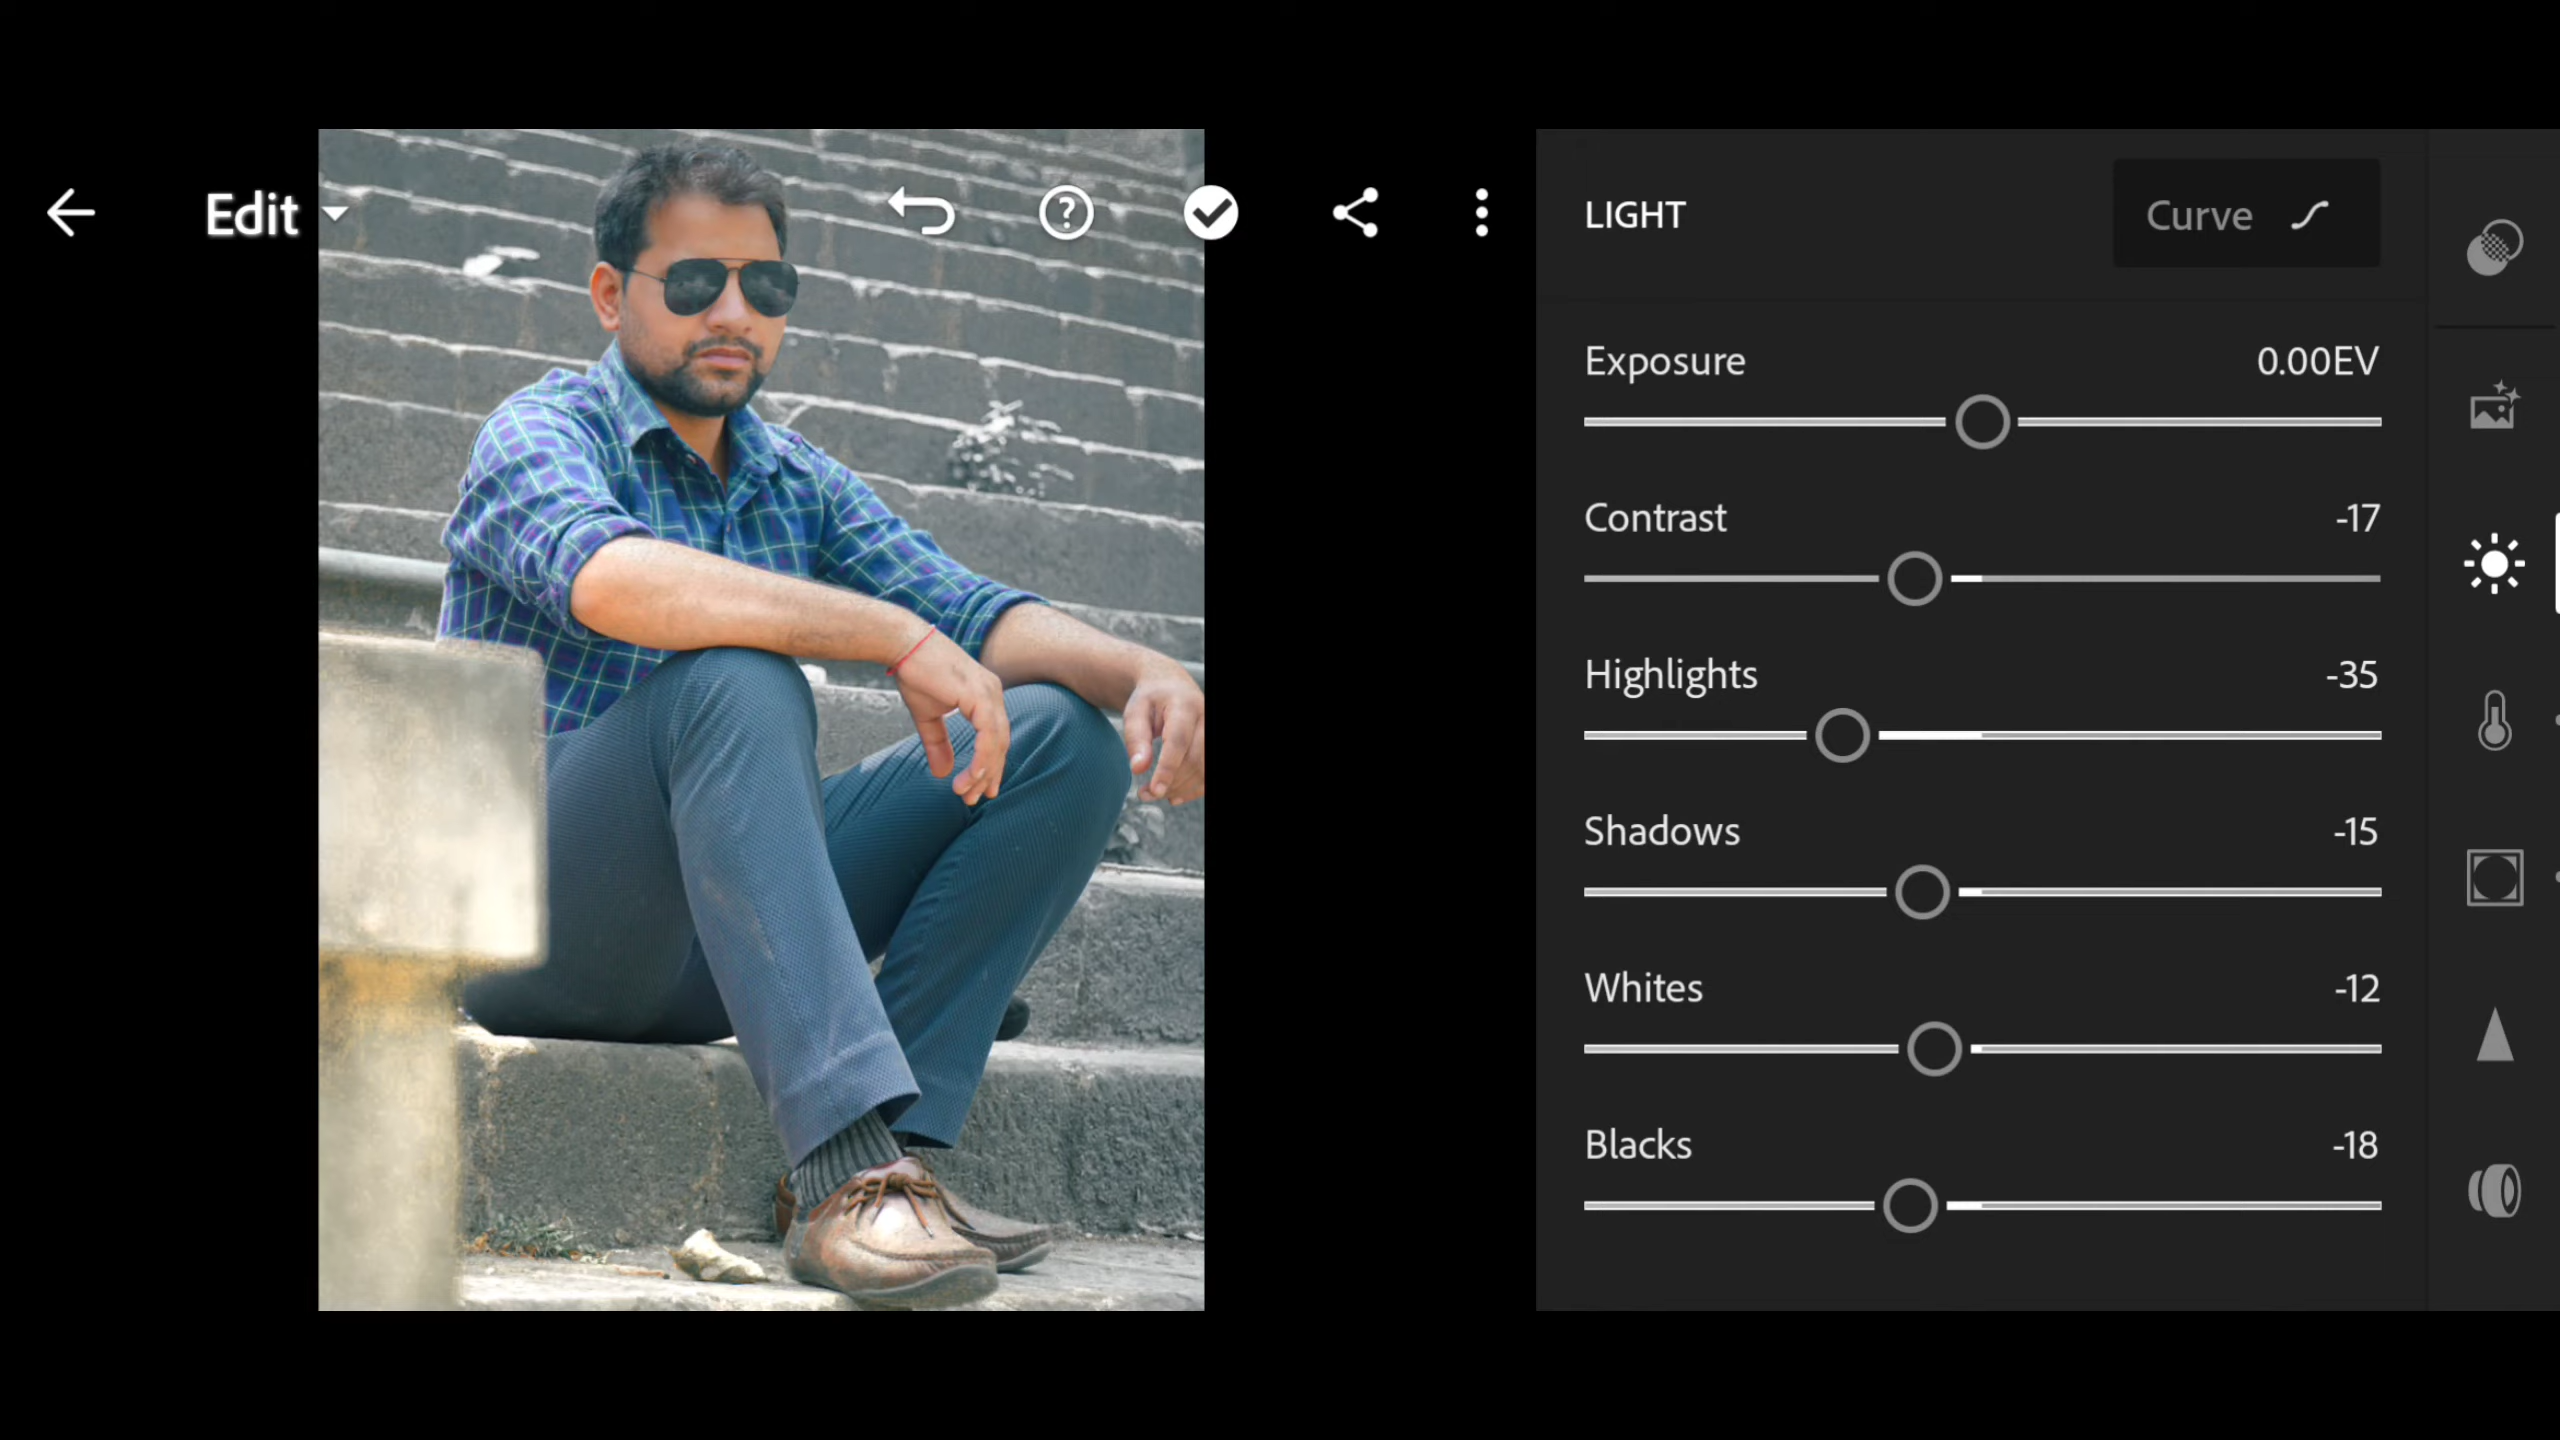 Edit
LIGHT
Curve
Exposure 0.00EV
Contrast -17
Highlights -35
Shadows -15
Whites -12
Blacks -18